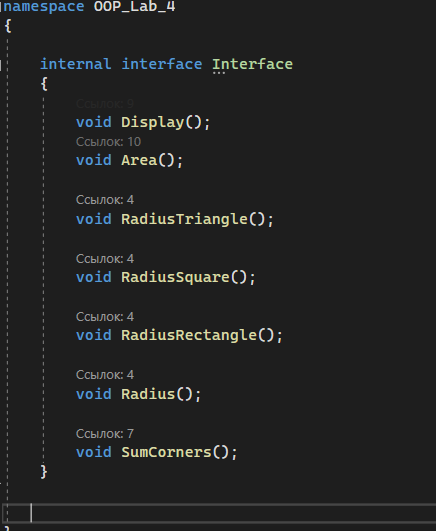 namespace OOP_Lab_4
{
internal interface Interface
{
Ссылок: 9
void Display();
Ссылок: 10
void Area();
Ссылок: 4
void RadiusTriangle();
Ссылок: 4
void RadiusSquare();
Ссылок: 4
void RadiusRectangle();
Ссылок: 4
void Radius();
Ссылок: 7
void SumCorners();
}
}